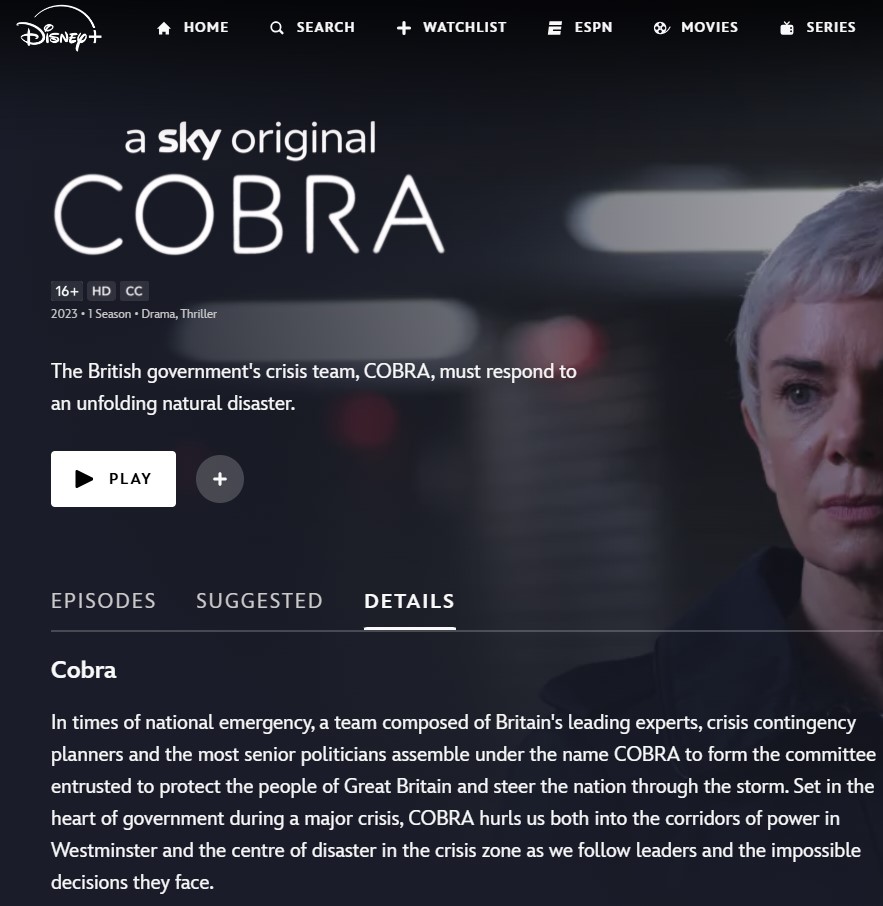 Disney+
HOME
SEARCH
WATCHLIST
ESPN
MOVIES
SERIES
a sky original
COBRA
16+ HD CC
2023 • 1 Season • Drama, Thriller
The British government's crisis team, COBRA, must respond to
an unfolding natural disaster.
PLAY
EPISODES SUGGESTED DETAILS
Cobra
In times of national emergency, a team composed of Britain's leading experts, crisis contingency
planners and the most senior politicians assemble under the name COBRA to form the committee
entrusted to protect the people of Great Britain and steer the nation through the storm. Set in the
heart of government during a major crisis, COBRA hurls us both into the corridors of power in
Westminster and the centre of disaster in the crisis zone as we follow leaders and the impossible
decisions they face.